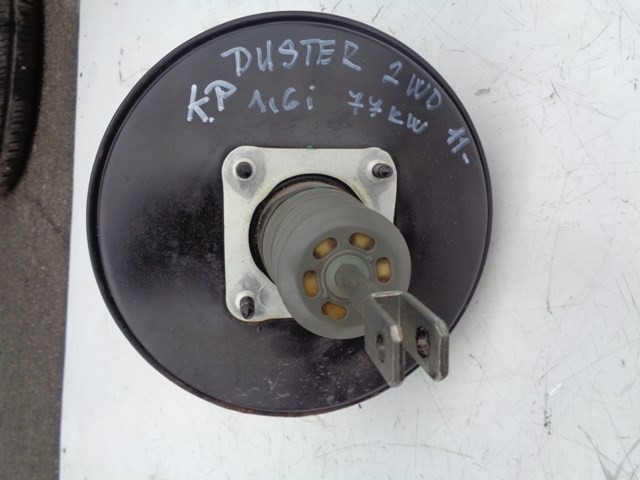 DUSTER 2WD
K.P 1,6i 77kW 11-